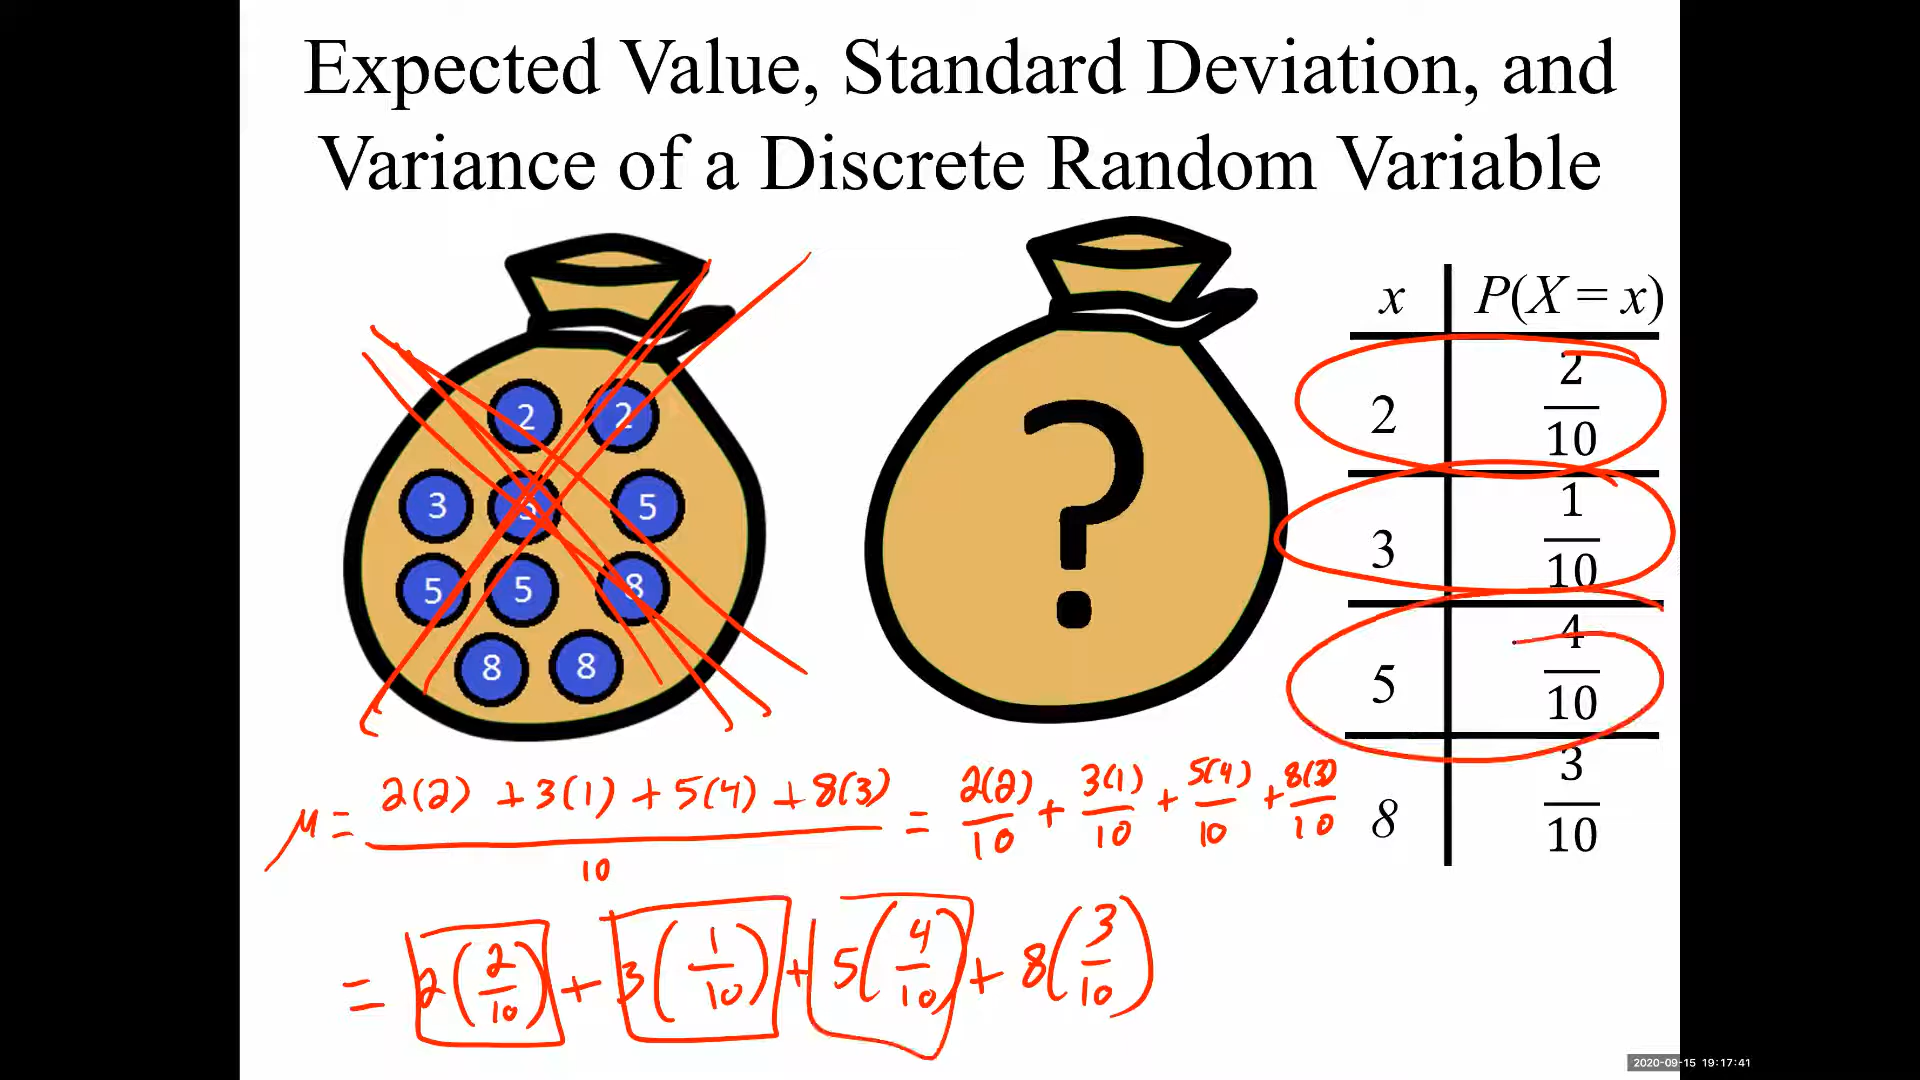 Expected Value, Standard Deviation, and
Variance of a Discrete Random Variable
2 2
3 5
5 5 8
8 8
x P(X = x)
2 2/10
3 1/10
5 4/10
8 3/10
μ = (2(2) + 3(1) + 5(4) + 8(3))/10 = 2(2)/10 + 3(1)/10 + 5(4)/10 + 8(3)/10
= 2(2/10) + 3(1/10) + 5(4/10) + 8(3/10)
2020-09-15 19:17:41